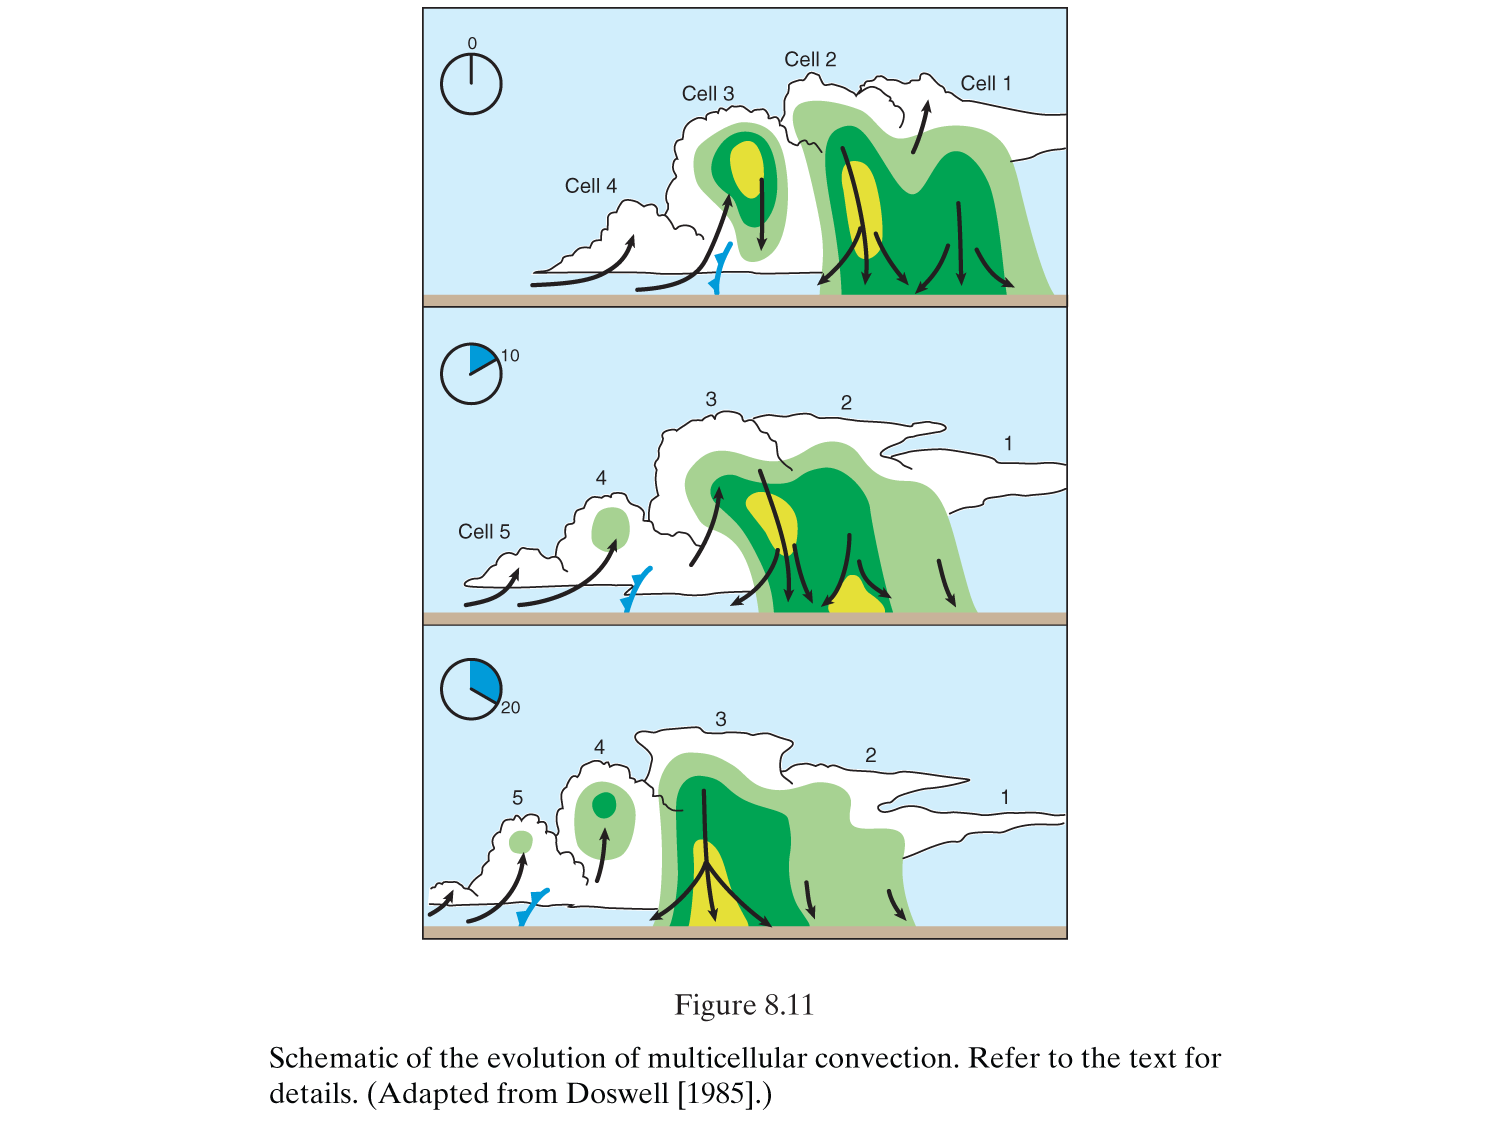 0
Cell 2
Cell 1
Cell 3
Cell 4
10
3
2
1
4
Cell 5
20
3
4
2
5
1
Figure 8.11
Schematic of the evolution of multicellular convection. Refer to the text for
details. (Adapted from Doswell [1985].)